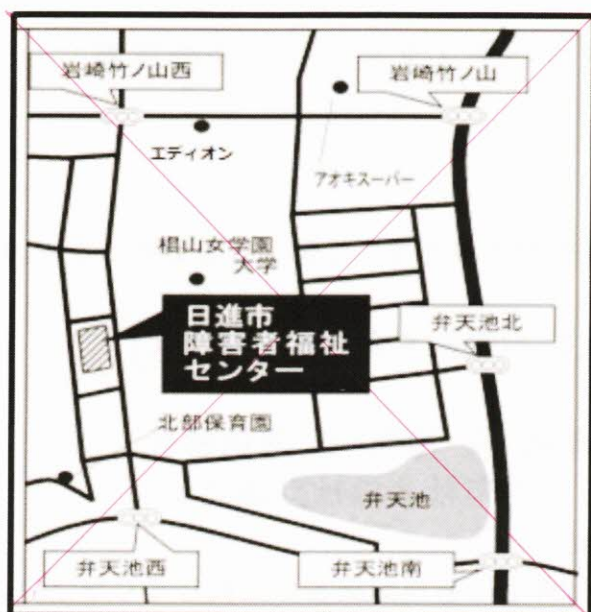 岩崎竹ノ山西
岩崎竹ノ山
エディオン
アオキスーパー
椙山女学園
大学
日進市
障害者福祉
センター
弁天池北
北部保育園
弁天池
弁天池西
弁天池南